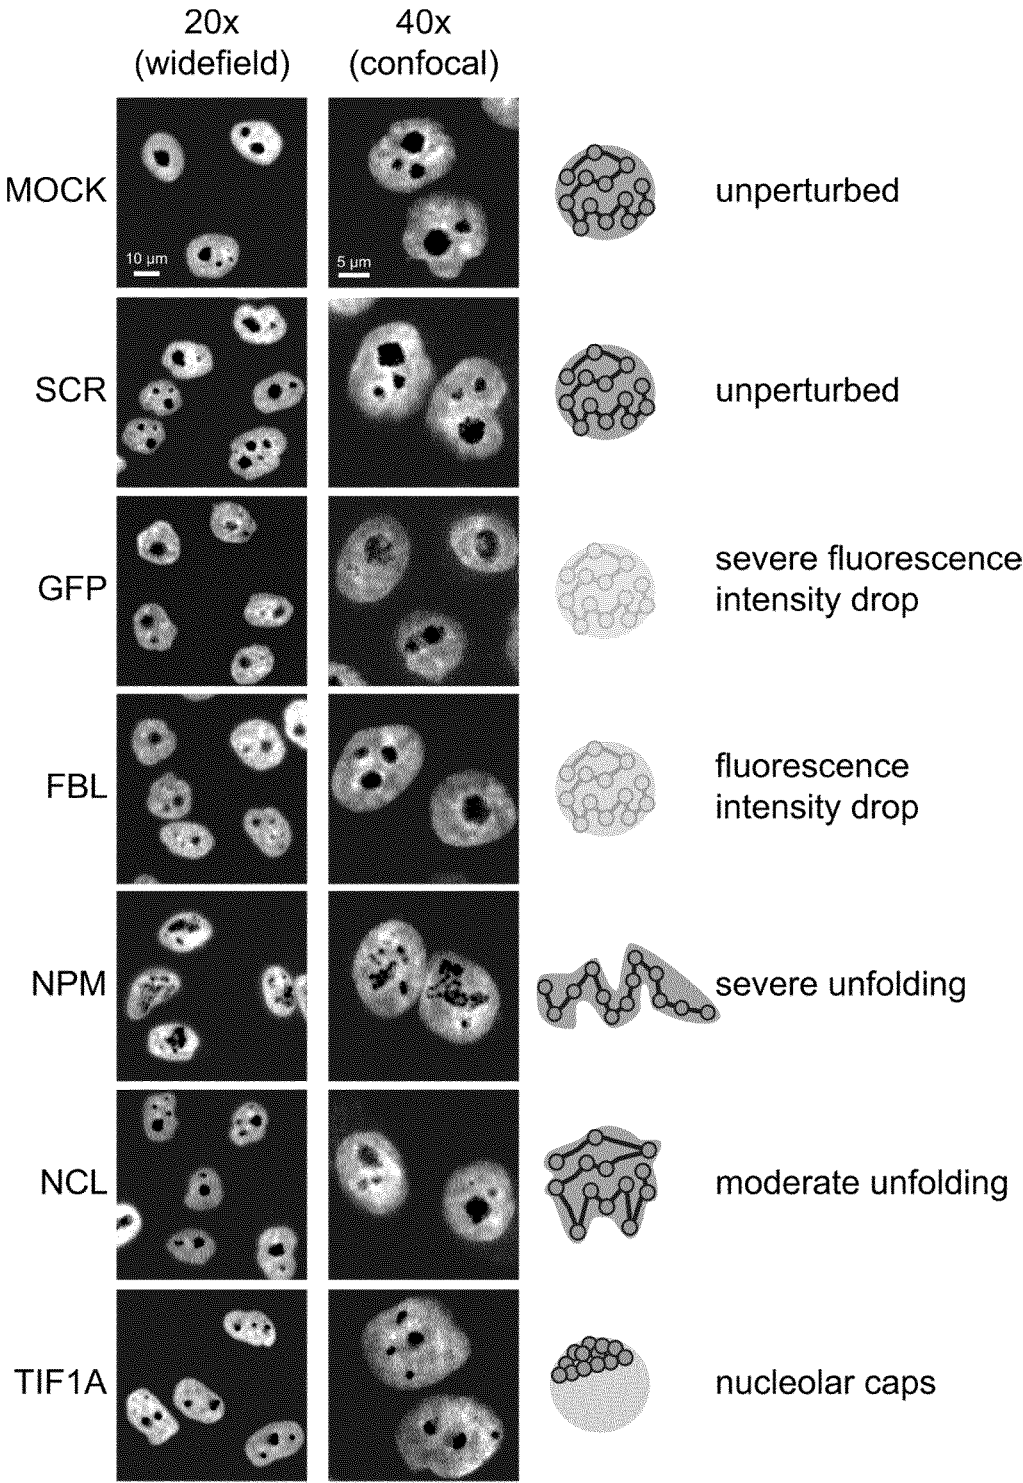 20x
(widefield)
40x
(confocal)
MOCK
10 µm
5 µm
unperturbed
SCR
unperturbed
GFP
severe fluorescence
intensity drop
FBL
fluorescence
intensity drop
NPM
severe unfolding
NCL
moderate unfolding
TIF1A
nucleolar caps